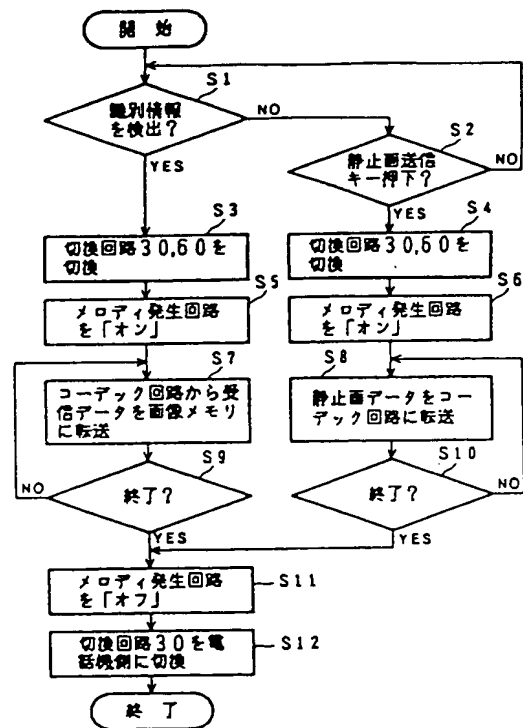 開始
S1
識別情報
を検出?
NO
YES
S2
静止画送信
キー押下?
NO
YES
S3
切換回路30,60を
切換
S4
切換回路30,60を
切換
S5
メロディ発生回路
を「オン」
S6
メロディ発生回路
を「オン」
S7
コーデック回路から受
信データを画像メモリ
に転送
S8
静止画データをコー
デック回路に転送
S9
終了?
NO
YES
S10
終了?
NO
YES
メロディ発生回路
を「オフ」
S11
切換回路30を電
話機側に切換
S12
終了